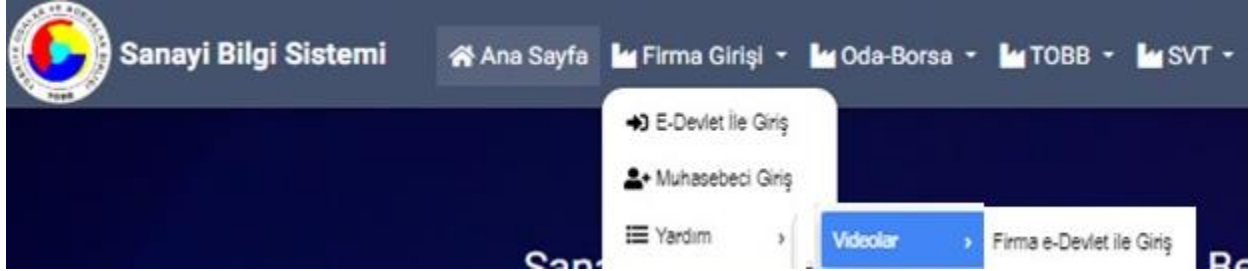 Sanayi Bilgi Sistemi Ana Sayfa Firma Girişi Oda-Borsa TOBB SVT
E-Devlet İle Giriş
Muhasebeci Giriş
Yardım Videolar Firma e-Devlet ile Giriş